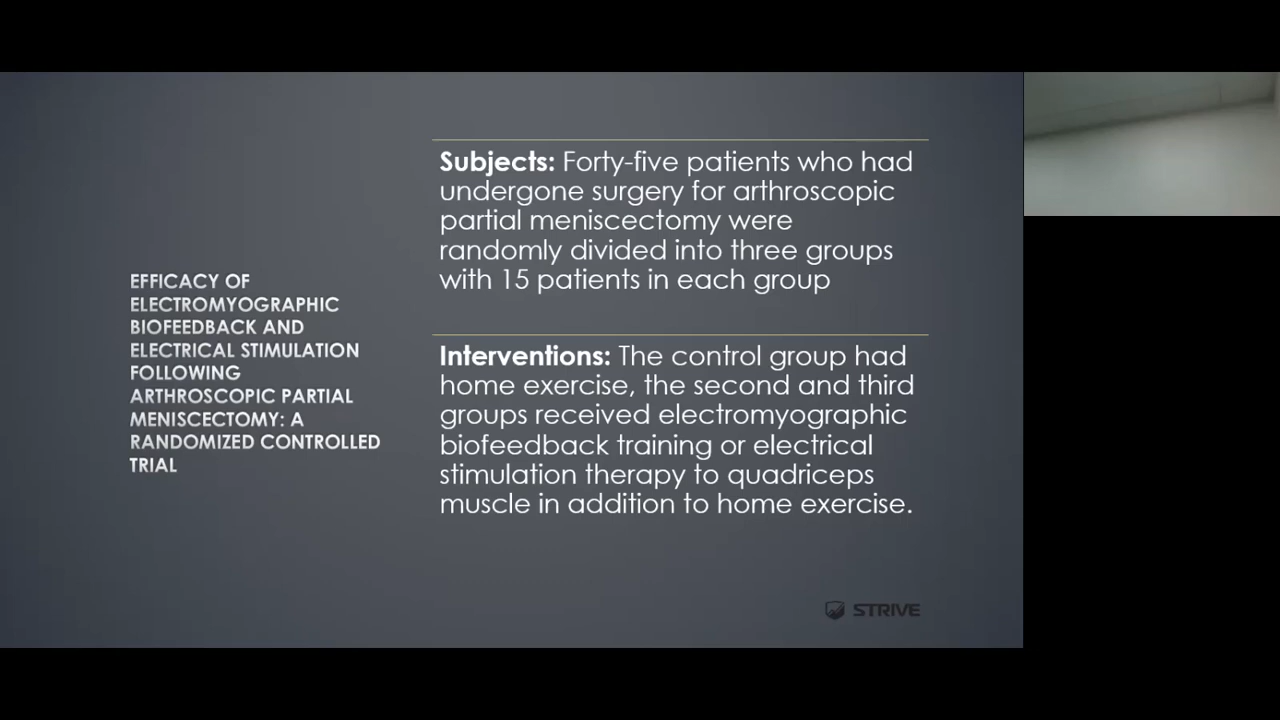 EFFICACY OF
ELECTROMYOGRAPHIC
BIOFEEDBACK AND
ELECTRICAL STIMULATION
FOLLOWING
ARTHROSCOPIC PARTIAL
MENISCECTOMY: A
RANDOMIZED CONTROLLED
TRIAL
Subjects: Forty-five patients who had
undergone surgery for arthroscopic
partial meniscectomy were
randomly divided into three groups
with 15 patients in each group
Interventions: The control group had
home exercise, the second and third
groups received electromyographic
biofeedback training or electrical
stimulation therapy to quadriceps
muscle in addition to home exercise.
STRIVE